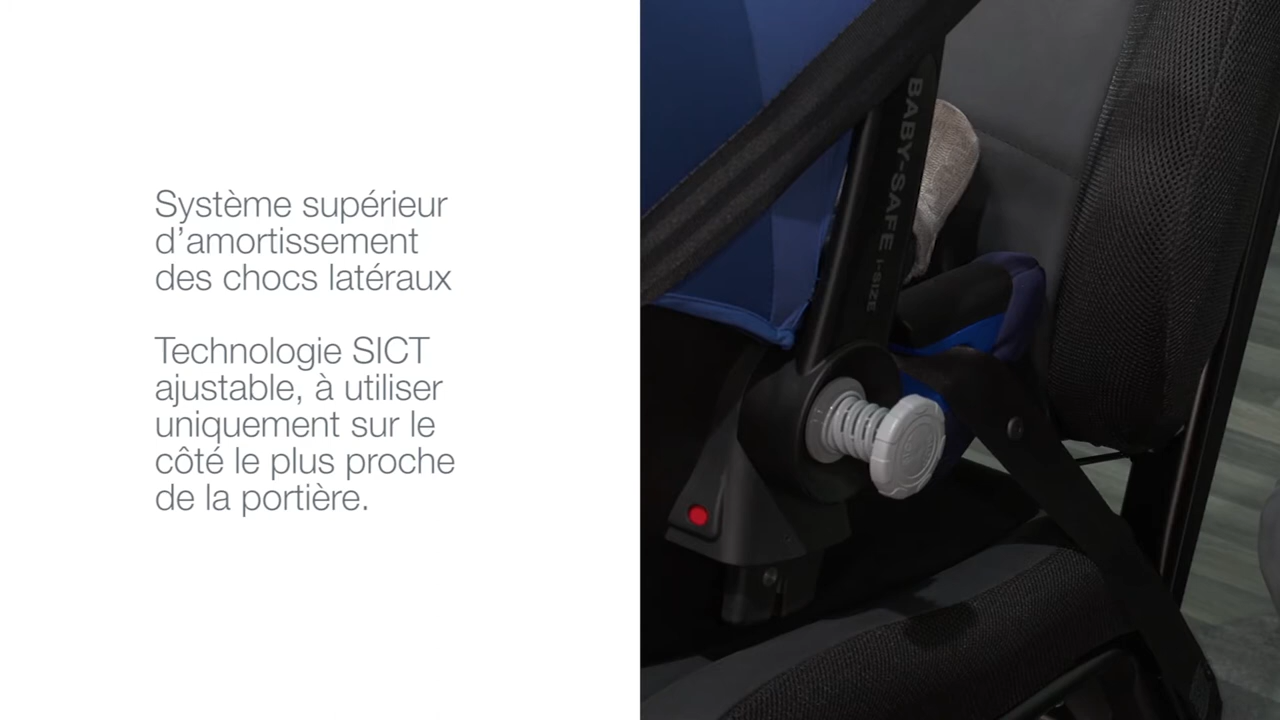 Système supérieur
d’amortissement
des chocs latéraux
Technologie SICT
ajustable, à utiliser
uniquement sur le
côté le plus proche
de la portière.
BABY-SAFE i-SIZE